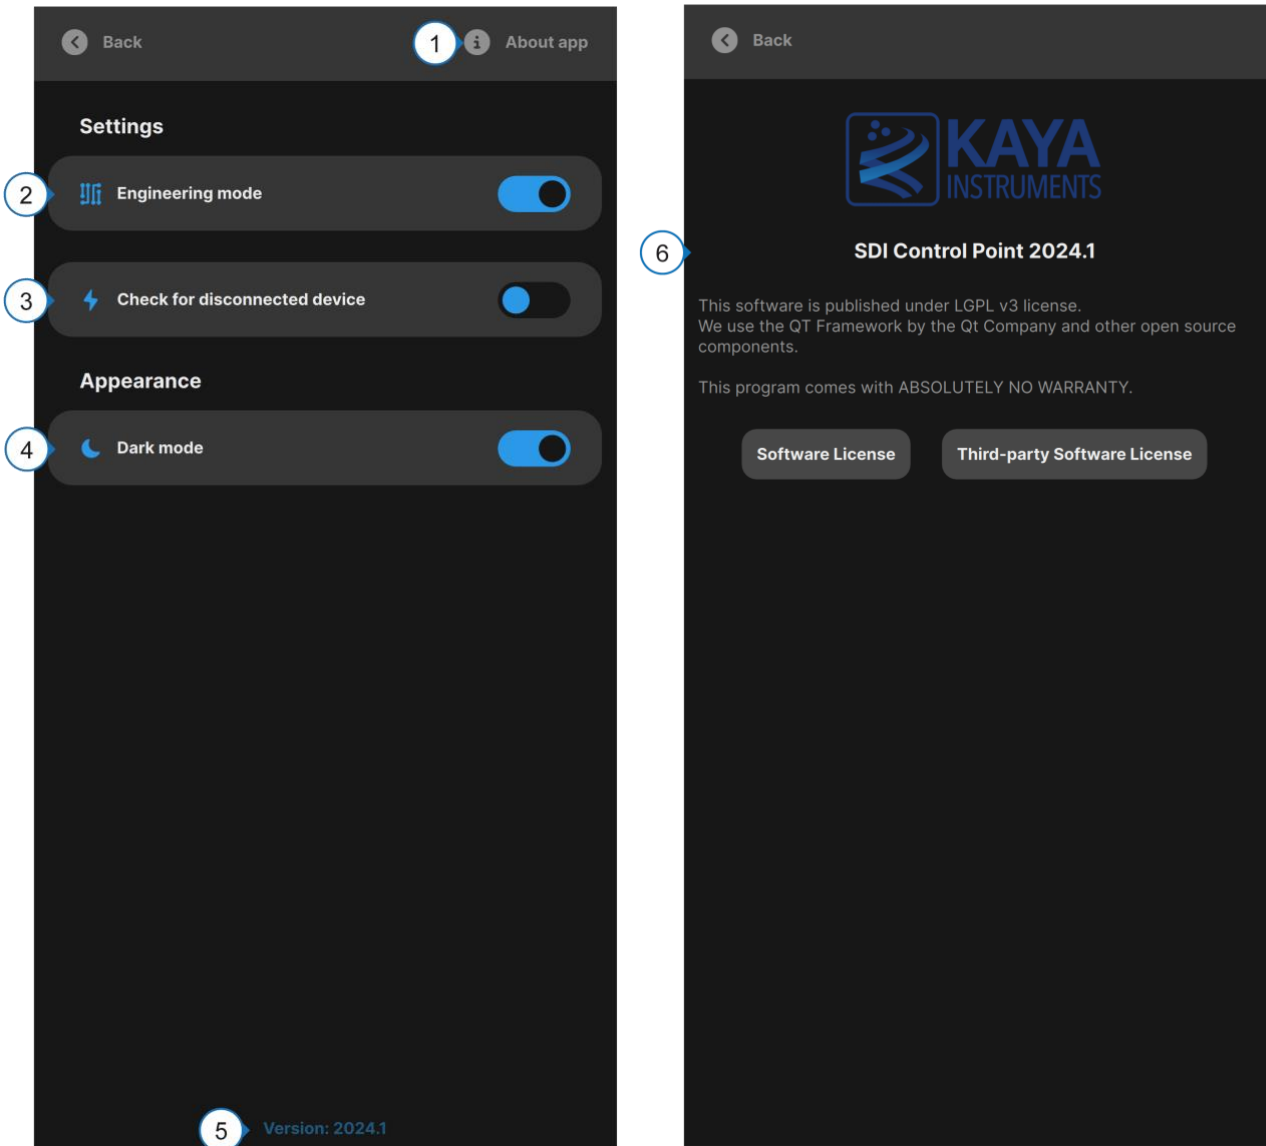 Back
1
About app
Settings
2
Engineering mode
3
Check for disconnected device
Appearance
4
Dark mode
5
Version: 2024.1
Back
KAYA
INSTRUMENTS
6
SDI Control Point 2024.1
This software is published under LGPL v3 license.
We use the QT Framework by the Qt Company and other open source
components.
This program comes with ABSOLUTELY NO WARRANTY.
Software License
Third-party Software License